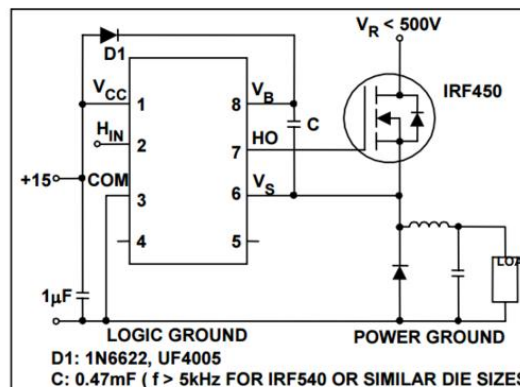 V_R < 500V
D1
IRF450
V_CC
1
8
V_B
C
H_IN
2
7
HO
+15
COM
3
6
V_S
4
5
LOA
1μF
LOGIC GROUND
POWER GROUND
D1: 1N6622, UF4005
C: 0.47mF ( f > 5kHz FOR IRF540 OR SIMILAR DIE SIZES